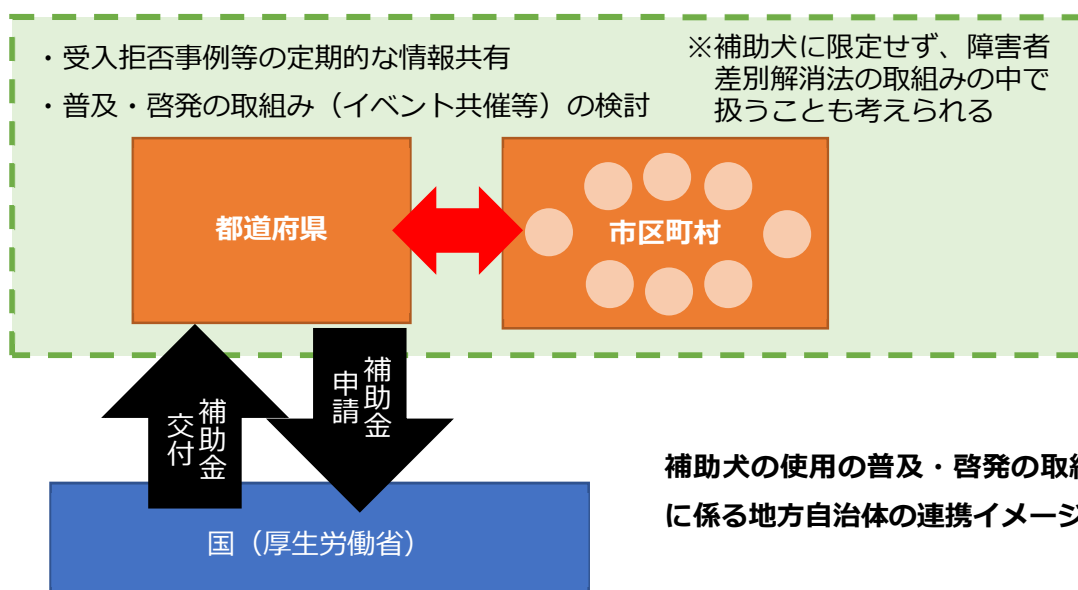 ・受入拒否事例等の定期的な情報共有
・普及・啓発の取組み（イベント共催等）の検討
※補助犬に限定せず、障害者
差別解消法の取組みの中で
扱うことも考えられる
都道府県
市区町村
補助金
交付
補助金
申請
国（厚生労働省）
補助犬の使用の普及・啓発の取組
に係る地方自治体の連携イメージ